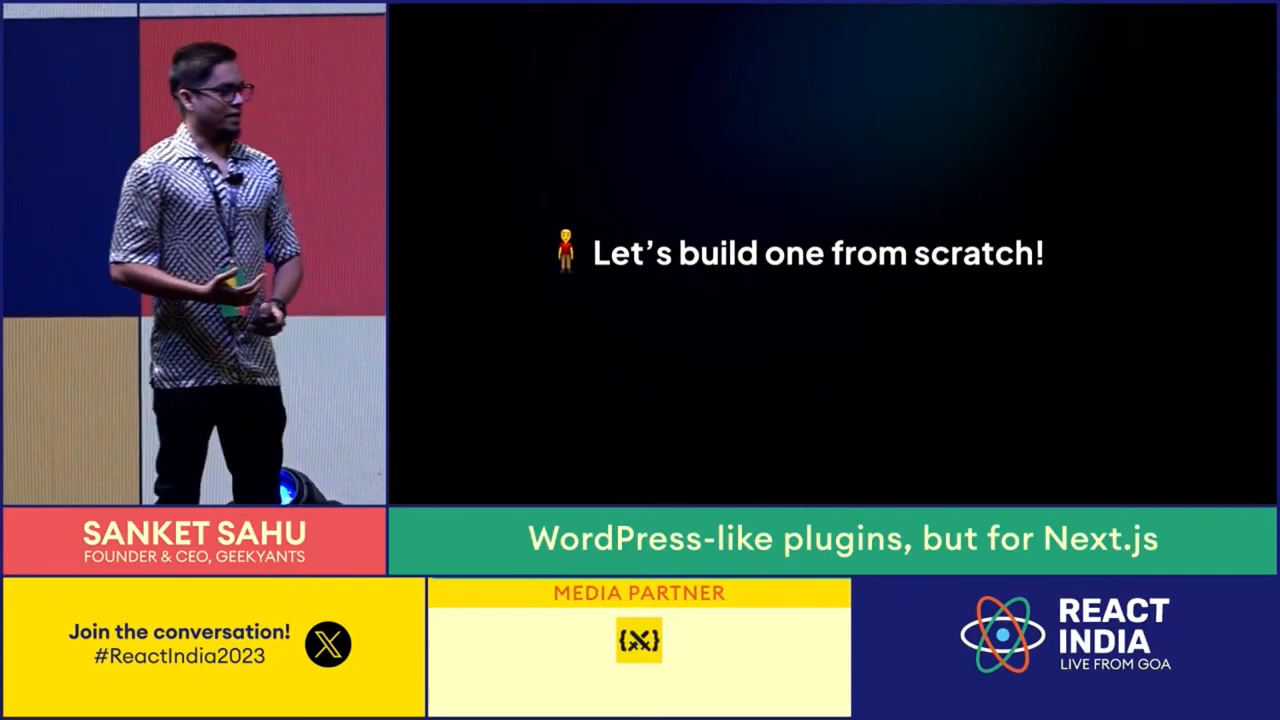 Let's build one from scratch!
SANKET SAHU
FOUNDER & CEO, GEEKYANTS
WordPress-like plugins, but for Next.js
Join the conversation!
#ReactIndia2023
MEDIA PARTNER
REACT
INDIA
LIVE FROM GOA